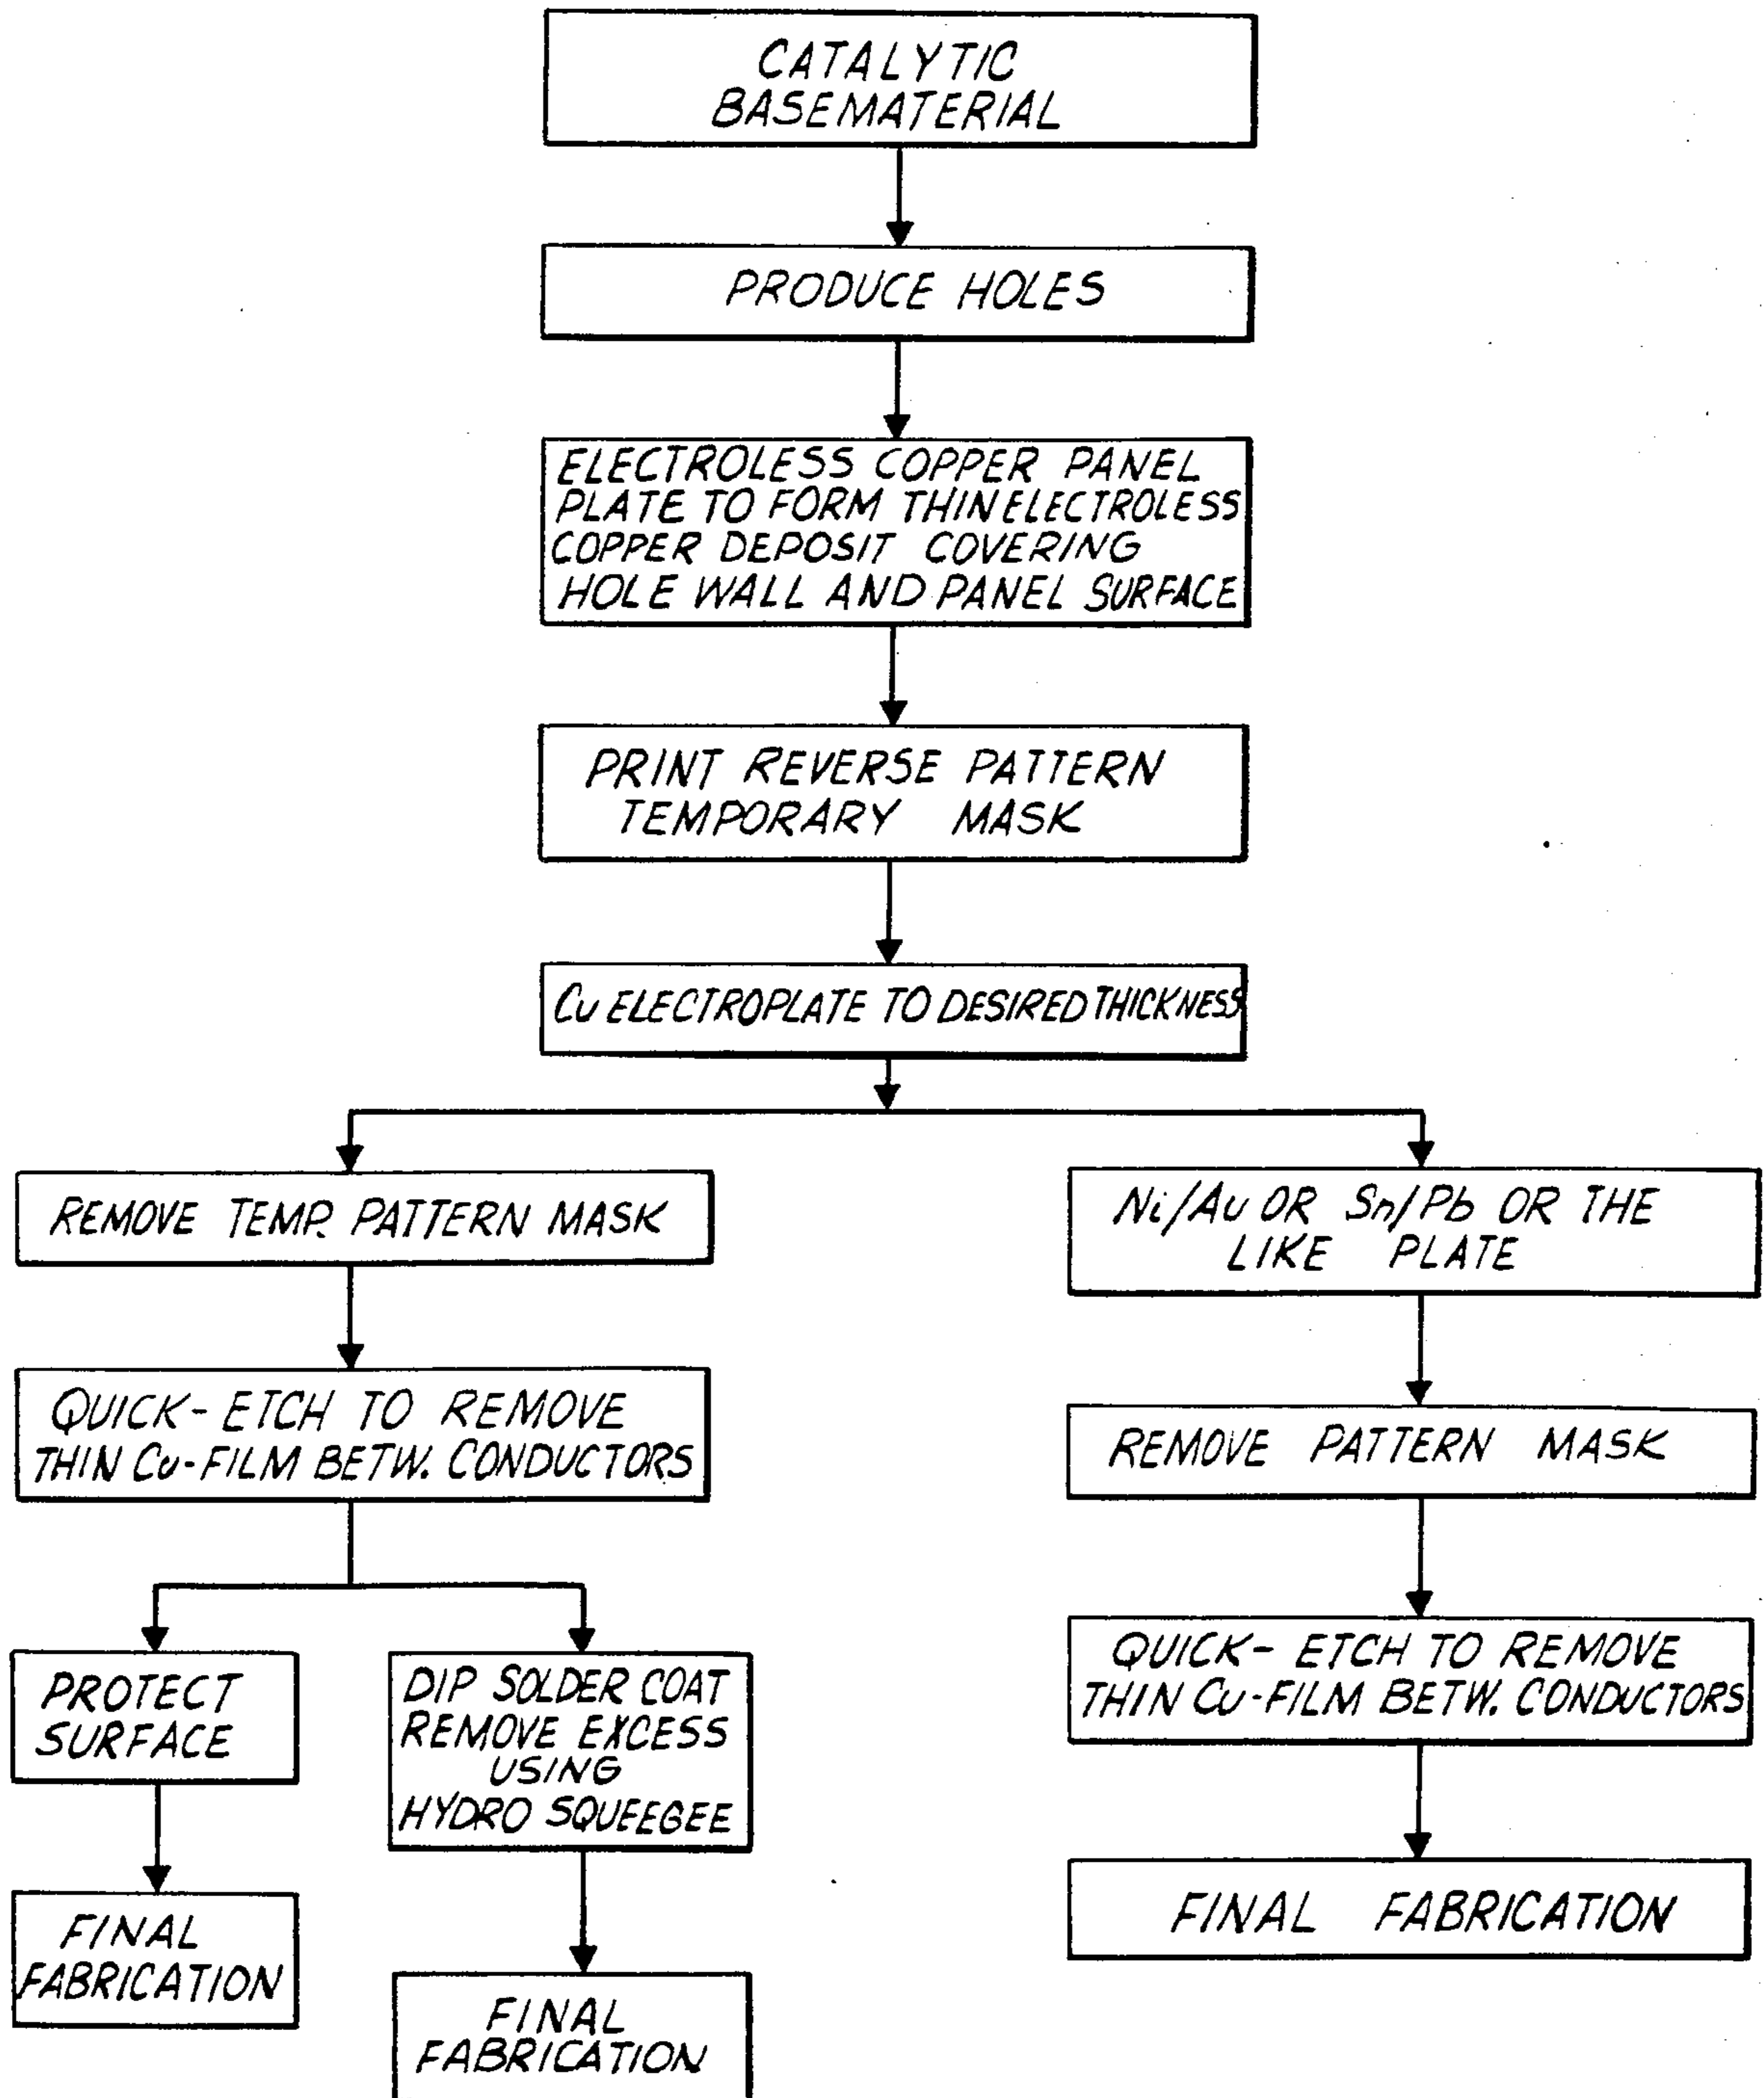 CATALYTIC
BASEMATERIAL
PRODUCE HOLES
ELECTROLESS COPPER PANEL
PLATE TO FORM THIN ELECTROLESS
COPPER DEPOSIT COVERING
HOLE WALL AND PANEL SURFACE
PRINT REVERSE PATTERN
TEMPORARY MASK
Cu ELECTROPLATE TO DESIRED THICKNESS
REMOVE TEMP. PATTERN MASK
QUICK-ETCH TO REMOVE
THIN Cu-FILM BETW. CONDUCTORS
PROTECT
SURFACE
FINAL
FABRICATION
DIP SOLDER COAT
REMOVE EXCESS
USING
HYDRO SQUEEGEE
FINAL
FABRICATION
Ni/Au OR Sn/Pb OR THE
LIKE PLATE
REMOVE PATTERN MASK
QUICK-ETCH TO REMOVE
THIN Cu-FILM BETW. CONDUCTORS
FINAL FABRICATION